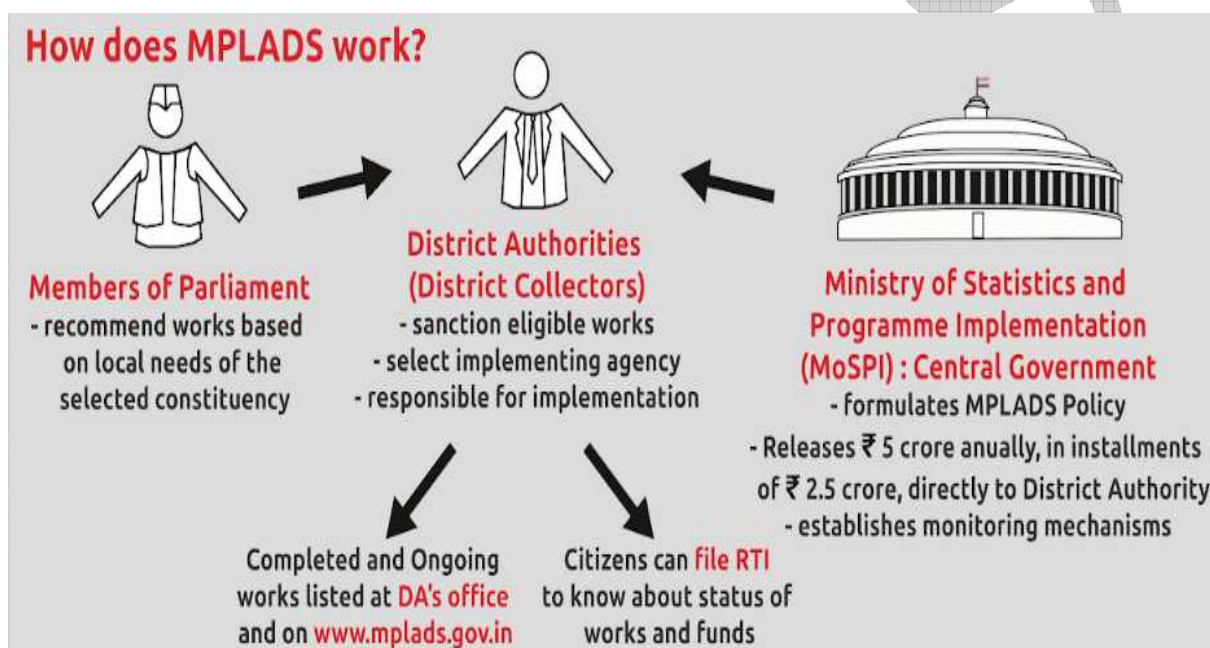 How does MPLADS work?
Members of Parliament
- recommend works based
on local needs of the
selected constituency
District Authorities
(District Collectors)
- sanction eligible works
- select implementing agency
- responsible for implementation
Ministry of Statistics and
Programme Implementation
(MoSPI) : Central Government
- formulates MPLADS Policy
- Releases ₹ 5 crore anually, in installments
of ₹ 2.5 crore, directly to District Authority
- establishes monitoring mechanisms
Completed and Ongoing
works listed at DA's office
and on www.mplads.gov.in
Citizens can file RTI
to know about status of
works and funds